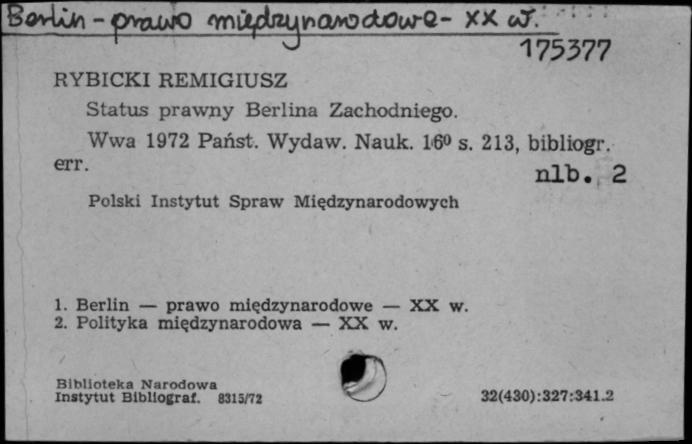 Berlin - prawo międzynarodowe - XX w.
175377
RYBICKI REMIGIUSZ
Status prawny Berlina Zachodniego.
Wwa 1972 Państ. Wydaw. Nauk. 16⁰ s. 213, bibliogr.
err.
nlb. 2
Polski Instytut Spraw Międzynarodowych
1. Berlin — prawo międzynarodowe — XX w.
2. Polityka międzynarodowa — XX w.
Biblioteka Narodowa
Instytut Bibliograf. 8315/72
32(430):327:341.2